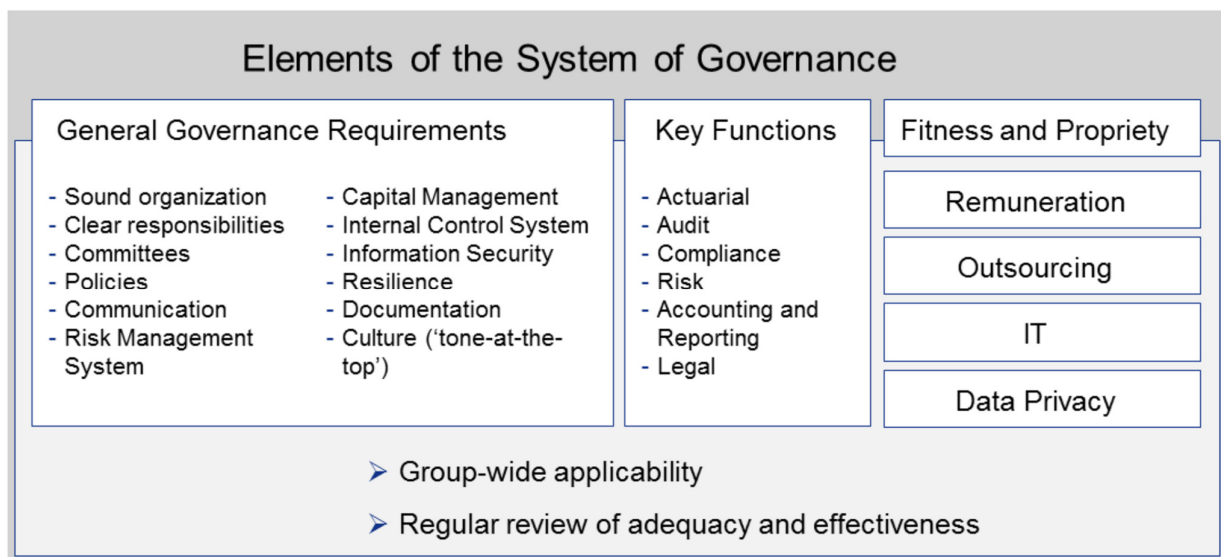 Elements of the System of Governance
General Governance Requirements
- Sound organization
- Clear responsibilities
- Committees
- Policies
- Communication
- Risk Management
System
- Capital Management
- Internal Control System
- Information Security
- Resilience
- Documentation
- Culture (‘tone-at-the-
top’)
Key Functions
- Actuarial
- Audit
- Compliance
- Risk
- Accounting and
Reporting
- Legal
Fitness and Propriety
Remuneration
Outsourcing
IT
Data Privacy
➢ Group-wide applicability
➢ Regular review of adequacy and effectiveness